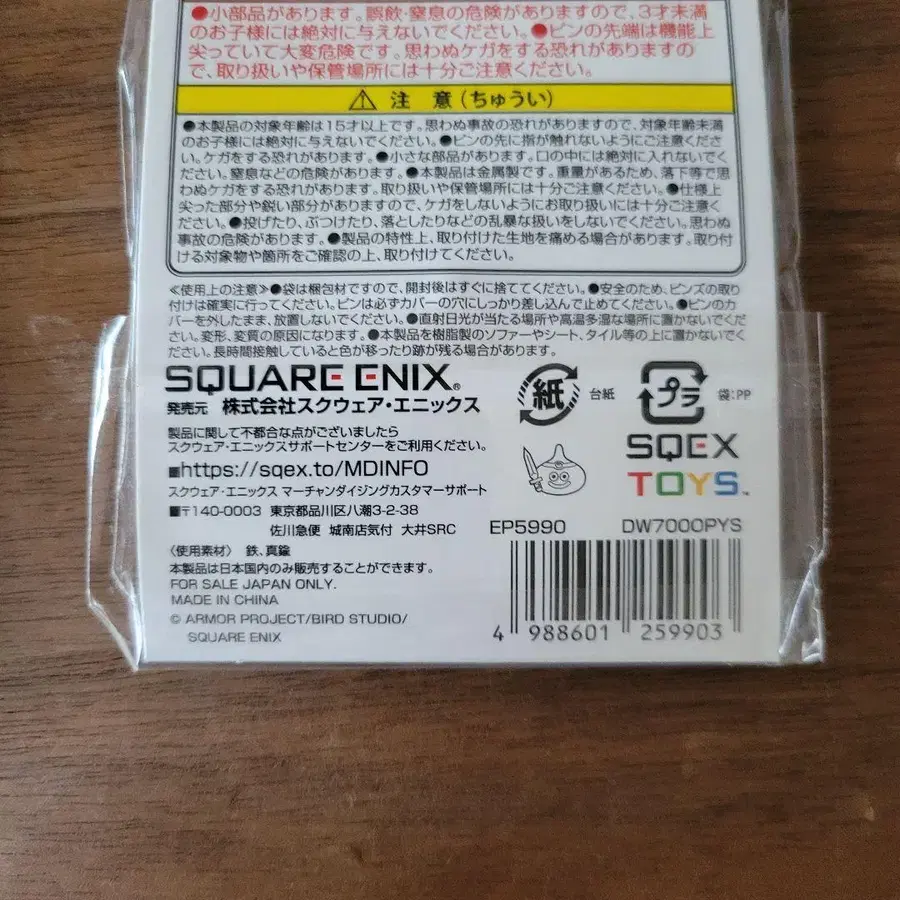 ●小部品があります。誤飲・窒息の危険がありますので、3才未満
のお子様には絶対に与えないでください。●ピンの先端は機能上
尖っていて大変危険です。思わぬケガをする恐れがありますの
で、取り扱いや保管場所には十分ご注意ください。
注 意(ちゅうい)
●本製品の対象年齢は15才以上です。思わぬ事故の恐れがありますので、対象年齢未満
のお子様には絶対に与えないでください。●ピンの先に指が触れないようにご注意くださ
い。ケガをする恐れがあります。●小さな部品があります。口の中には絶対に入れないでく
ださい。窒息などの危険があります。●本製品は金属製です。重量があるため、落下等で思
わぬケガをする恐れがあります。取り扱いや保管場所には十分ご注意ください。●仕様上
尖った部分や鋭い部分がありますので、ケガをしないようにお取り扱いには十分ご注意く
ださい。●投げたり、ぶつけたり、落としたりなどの乱暴な扱いをしないでください。思わぬ
事故の危険があります。●製品の特性上、取り付けた生地を痛める場合があります。取り付
ける対象物や箇所をご確認の上、取り付けてください。
≪使用上の注意≫●袋は梱包材ですので、開封後はすぐに捨ててください。●安全のため、ピンズの取り
付けは確実に行ってください。ピンは必ずカバーの穴にしっかり差し込んで止めてください。●ピンのカ
バーを外したまま、放置しないでください。●直射日光が当たる場所や高温多湿な場所に置かないでくだ
さい。変形、変質の原因になります。●本製品を樹脂製のソファーやシート、タイル等の上に置かないでくだ
さい。長時間接触していると色が移ったり跡が残る場合があります。
SQUARE ENIX®
発売元 株式会社スクウェア・エニックス
製品に関して不都合な点がございましたら
スクウェア・エニックスサポートセンターをご利用ください。
■https://sqex.to/MDINFO
スクウェア・エニックス マーチャンダイジングカスタマーサポート
■〒140-0003 東京都品川区八潮3-2-38
佐川急便 城南店気付 大井SRC
〈使用素材〉 鉄、真鍮
本製品は日本国内のみ販売することができます。
FOR SALE JAPAN ONLY.
MADE IN CHINA
© ARMOR PROJECT/BIRD STUDIO/
SQUARE ENIX
紙 台紙
プラ 袋:PP
SQEX
TOYS™
EP5990 DW7000PYS
4 988601 259903